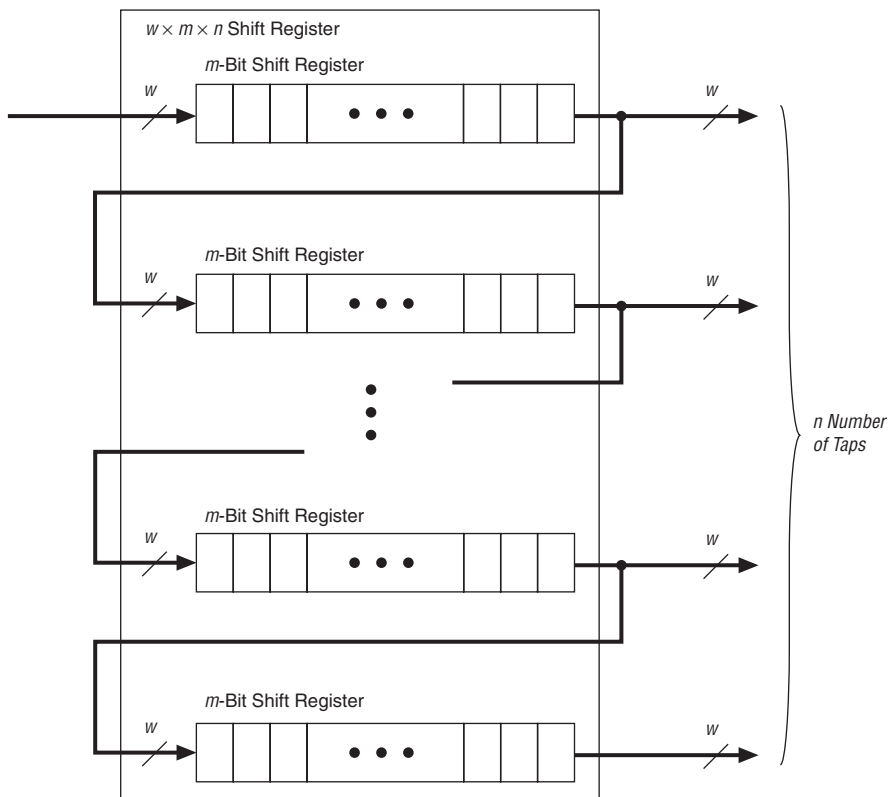 w × m × n Shift Register
m-Bit Shift Register
w
w
m-Bit Shift Register
w
w
n Number
of Taps
m-Bit Shift Register
w
w
m-Bit Shift Register
w
w